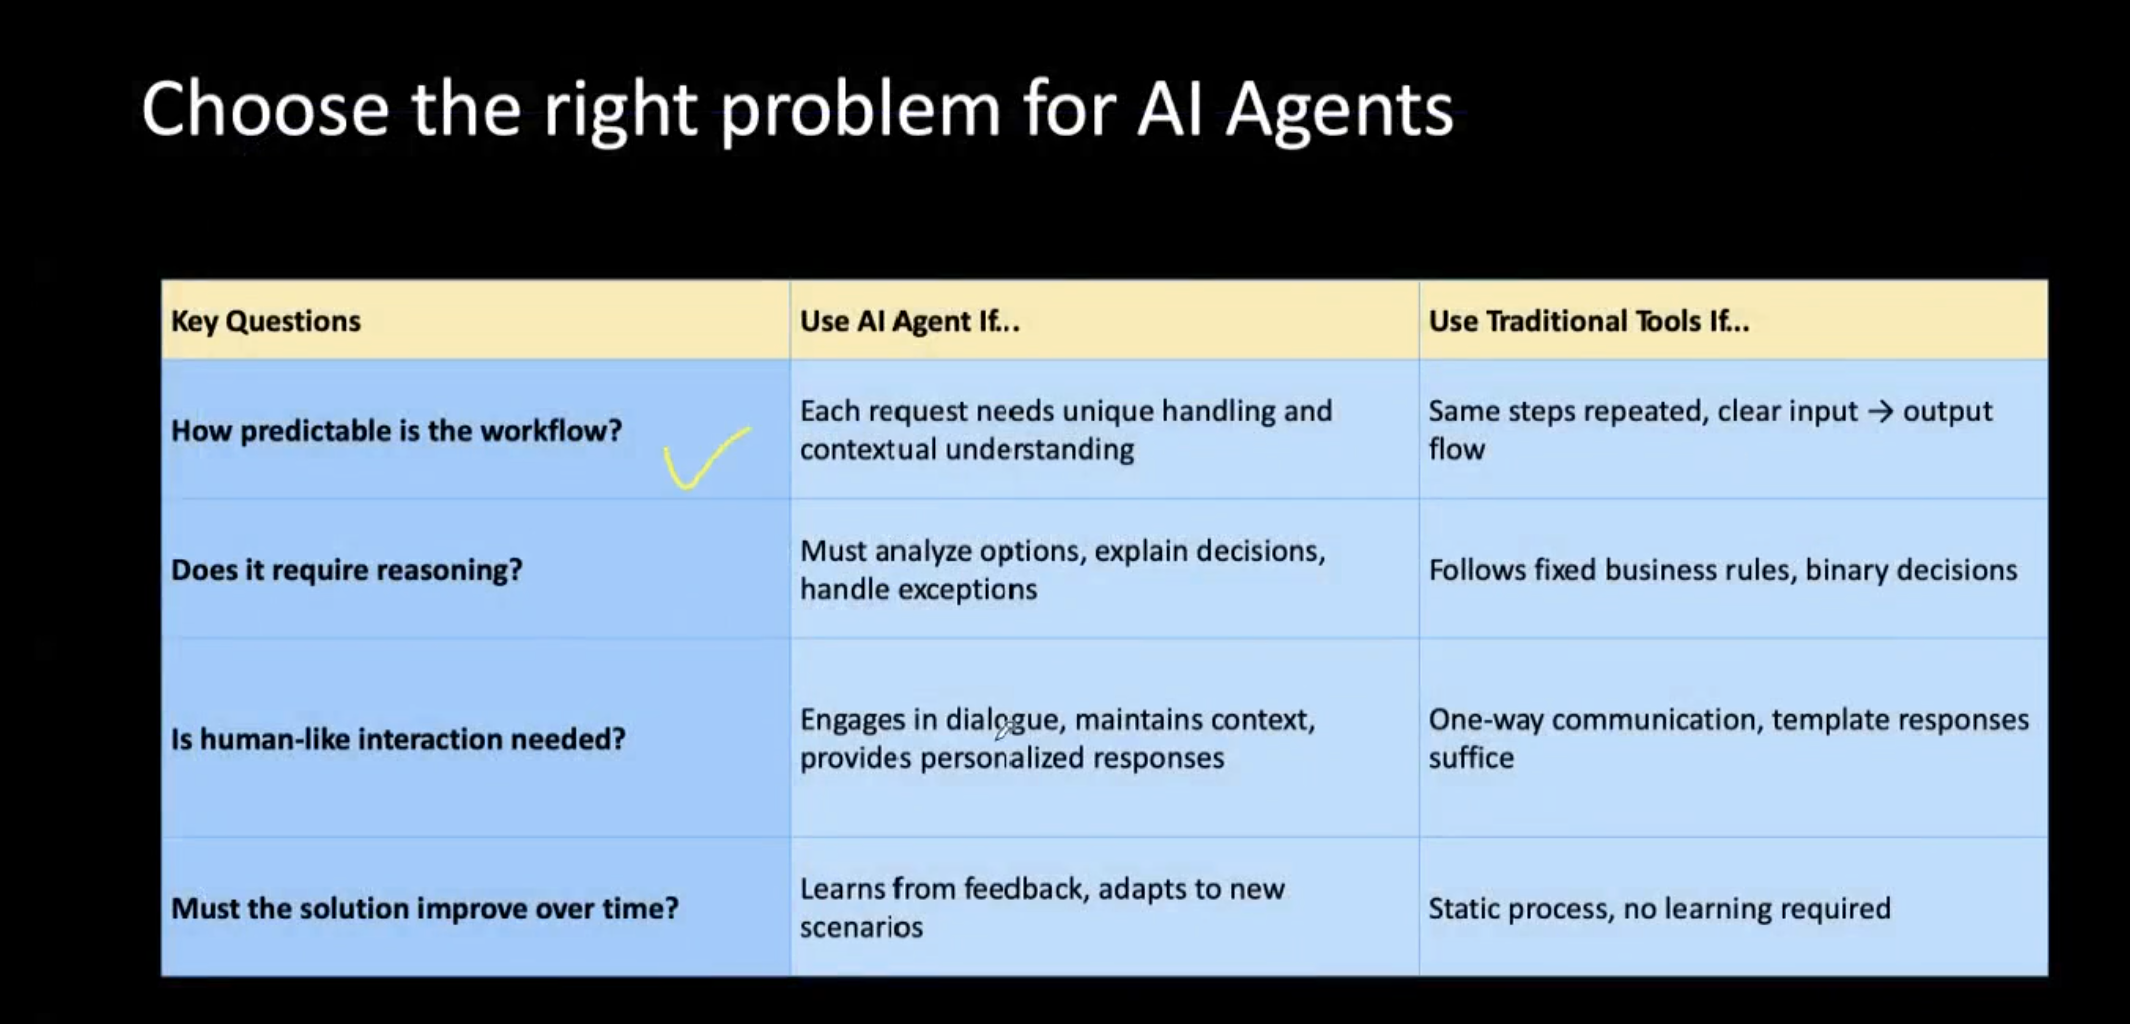 Choose the right problem for AI Agents
Key Questions
Use AI Agent If...
Use Traditional Tools If...
How predictable is the workflow?
Each request needs unique handling and
contextual understanding
Same steps repeated, clear input → output
flow
Does it require reasoning?
Must analyze options, explain decisions,
handle exceptions
Follows fixed business rules, binary decisions
Is human-like interaction needed?
Engages in dialogue, maintains context,
provides personalized responses
One-way communication, template responses
suffice
Must the solution improve over time?
Learns from feedback, adapts to new
scenarios
Static process, no learning required